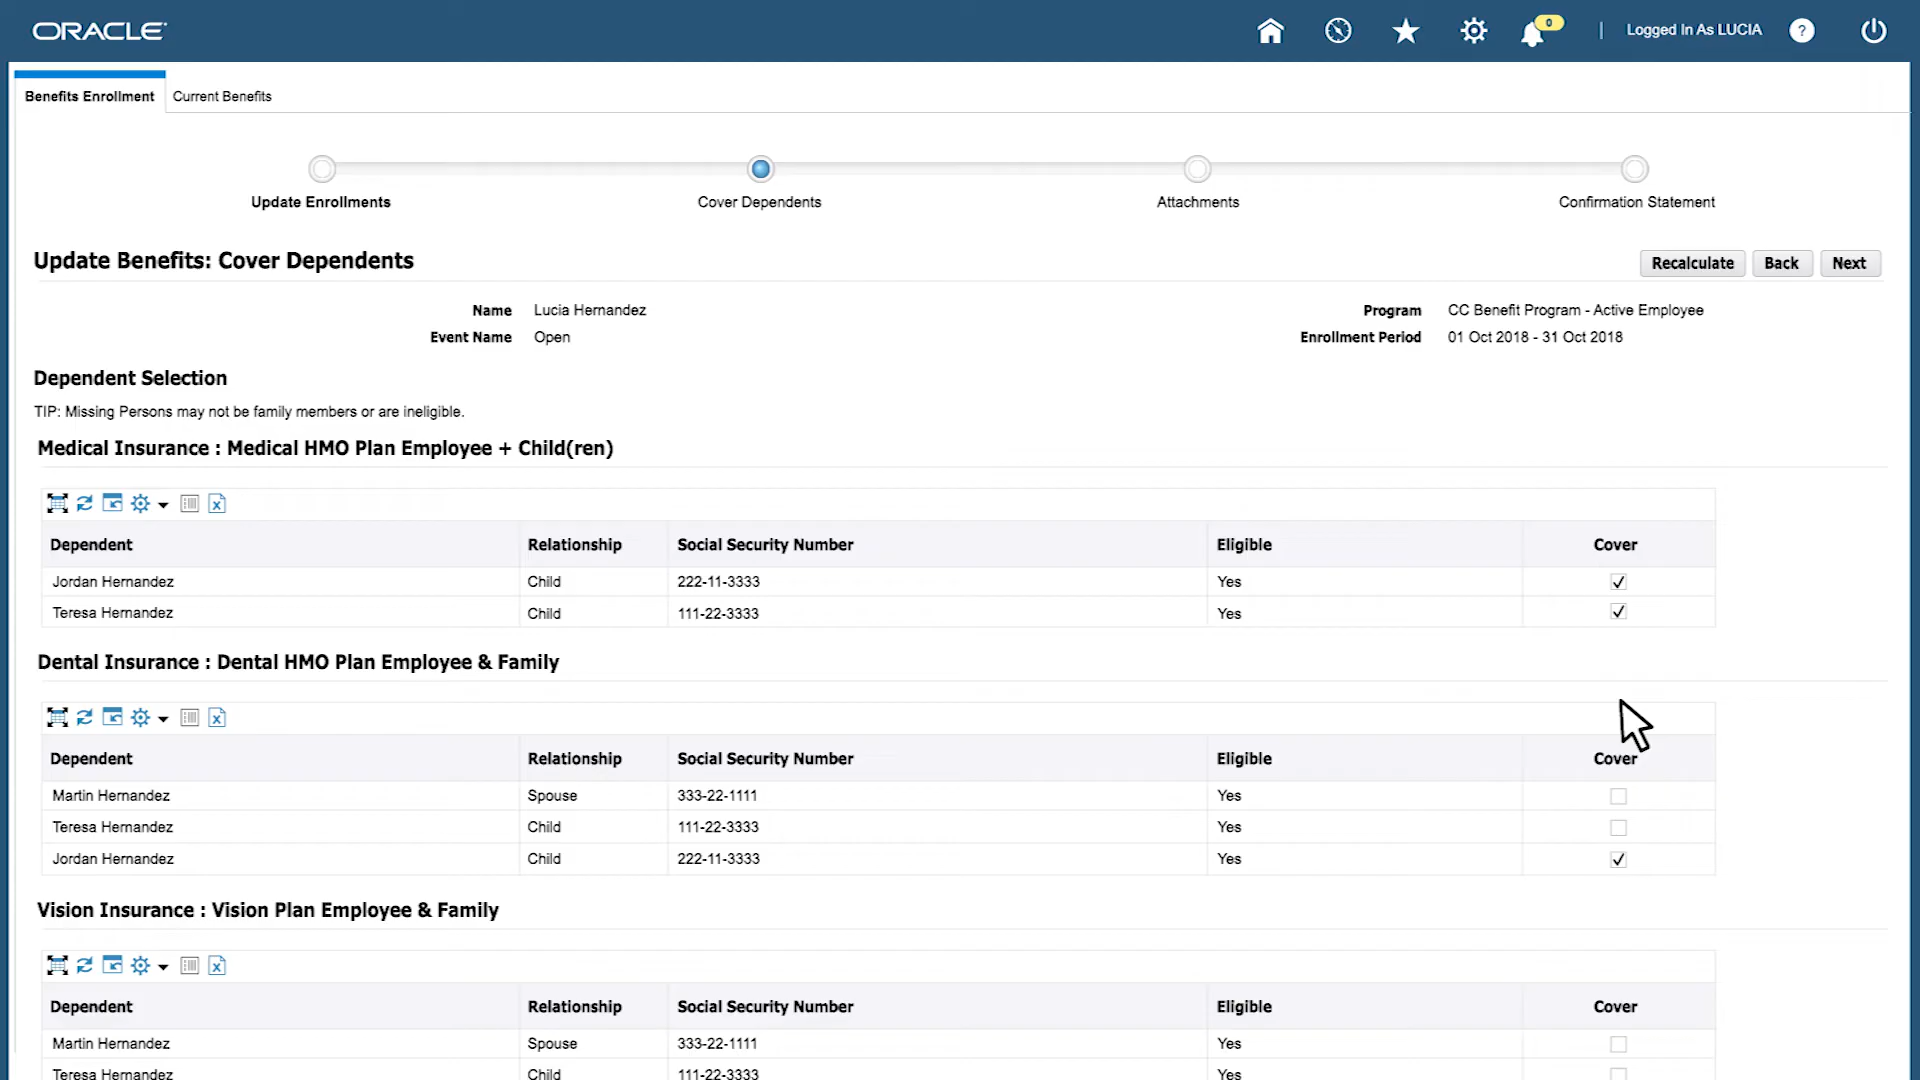 ORACLE
0 | Logged In As LUCIA ?
Benefits Enrollment Current Benefits
Update Enrollments Cover Dependents Attachments Confirmation Statement
Update Benefits: Cover Dependents Recalculate Back Next
Name Lucia Hernandez Program CC Benefit Program - Active Employee
Event Name Open Enrollment Period 01 Oct 2018 - 31 Oct 2018
Dependent Selection
TIP: Missing Persons may not be family members or are ineligible.
Medical Insurance : Medical HMO Plan Employee + Child(ren)
Dependent Relationship Social Security Number Eligible Cover
Jordan Hernandez Child 222-11-3333 Yes
Teresa Hernandez Child 111-22-3333 Yes
Dental Insurance : Dental HMO Plan Employee & Family
Dependent Relationship Social Security Number Eligible Cover
Martin Hernandez Spouse 333-22-1111 Yes
Teresa Hernandez Child 111-22-3333 Yes
Jordan Hernandez Child 222-11-3333 Yes
Vision Insurance : Vision Plan Employee & Family
Dependent Relationship Social Security Number Eligible Cover
Martin Hernandez Spouse 333-22-1111 Yes
Teresa Hernandez Child 111-22-3333 Yes